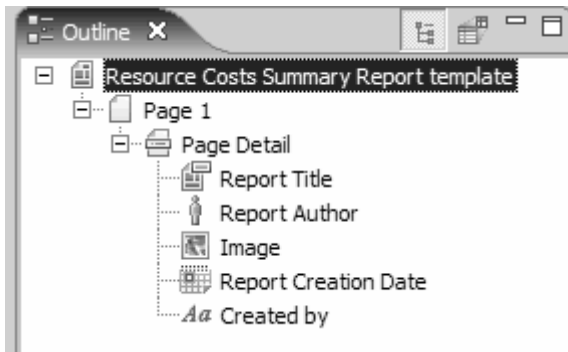 Outline
Resource Costs Summary Report template
Page 1
Page Detail
Report Title
Report Author
Image
Report Creation Date
Aa Created by